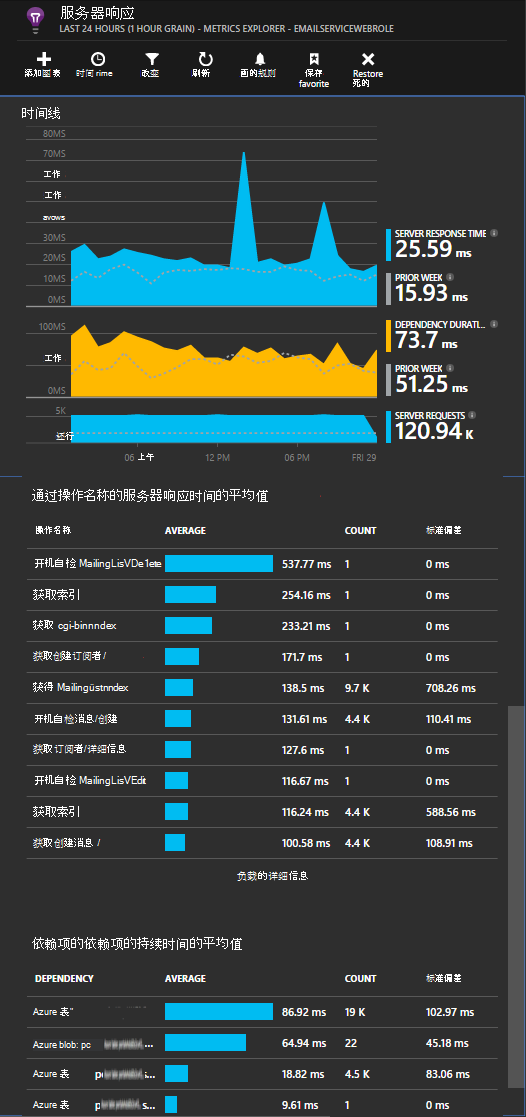 服务器响应
LAST 24 HOURS (1 HOUR GRAIN) - METRICS EXPLORER - EMAILSERVICEWEBROLE
添加图表
时间 rime
改变
刷新
画的规则
保存
favorite
Restore
死的
时间线
80MS
70MS
工作
工作
avows
30MS
20MS
10MS
0MS
SERVER RESPONSE TIME
25.59 ms
PRIOR WEEK
15.93 ms
100MS
工作
0MS
DEPENDENCY DURATI...
73.7 ms
PRIOR WEEK
51.25 ms
5K
还行
SERVER REQUESTS
120.94 K
06 上午
12 PM
06 PM
FRI 29
通过操作名称的服务器响应时间的平均值
操作名称 AVERAGE COUNT 标准偏差
开机自检 MailingLisVDe1ete 537.77 ms 1 0 ms
获取索引 254.16 ms 1 0 ms
获取 cgi-binnndex 233.21 ms 1 0 ms
获取创建订阅者 / 171.7 ms 1 0 ms
获得 Mailingüstnndex 138.5 ms 9.7 K 708.26 ms
开机自检消息/创建 131.61 ms 4.4 K 110.41 ms
获取订阅者/详细信息 127.6 ms 1 0 ms
开机自检 MailingLisVEdit 116.67 ms 1 0 ms
获取索引 116.24 ms 4.4 K 588.56 ms
获取创建消息 / 100.58 ms 4.4 K 108.91 ms
负载的详细信息
依赖项的依赖项的持续时间的平均值
DEPENDENCY AVERAGE COUNT 标准偏差
Azure 表" 86.92 ms 19 K 102.97 ms
Azure blob: pc ... 64.94 ms 22 45.18 ms
Azure 表 18.82 ms 4.5 K 83.06 ms
Azure 表 9.61 ms 1 0 ms